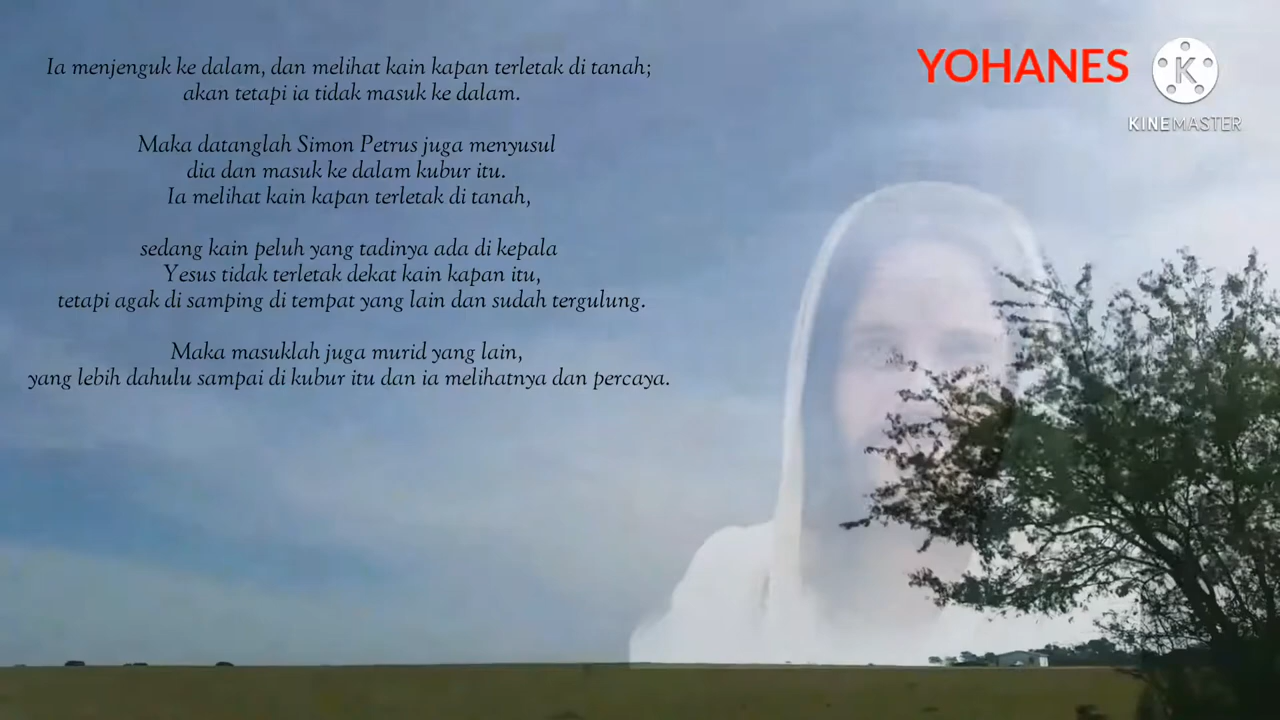 Ia menjenguk ke dalam, dan melihat kain kapan terletak di tanah;
akan tetapi ia tidak masuk ke dalam.
Maka datanglah Simon Petrus juga menyusul
dia dan masuk ke dalam kubur itu.
Ia melihat kain kapan terletak di tanah,
sedang kain peluh yang tadinya ada di kepala
Yesus tidak terletak dekat kain kapan itu,
tetapi agak di samping di tempat yang lain dan sudah tergulung.
Maka masuklah juga murid yang lain,
yang lebih dahulu sampai di kubur itu dan ia melihatnya dan percaya.
YOHANES
K
KINEMASTER